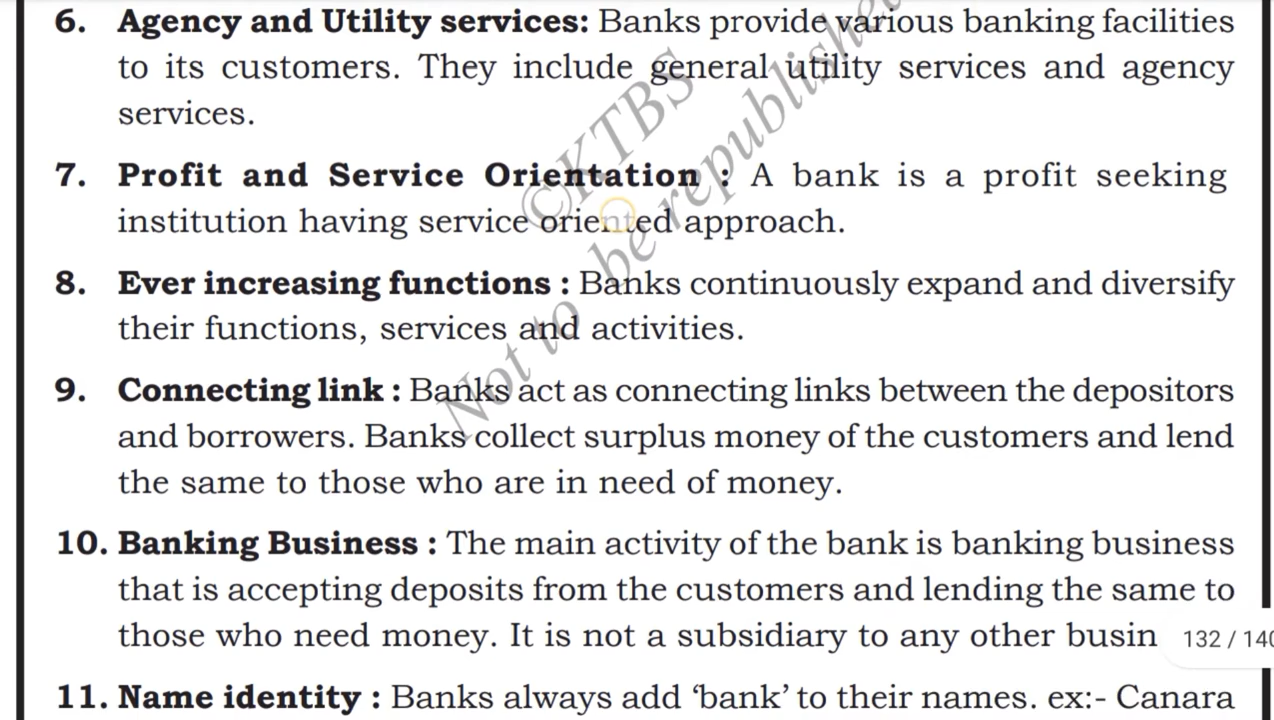 6. Agency and Utility services: Banks provide various banking facilities
to its customers. They include general utility services and agency
services.
7. Profit and Service Orientation : A bank is a profit seeking
institution having service oriented approach.
8. Ever increasing functions : Banks continuously expand and diversify
their functions, services and activities.
9. Connecting link : Banks act as connecting links between the depositors
and borrowers. Banks collect surplus money of the customers and lend
the same to those who are in need of money.
10. Banking Business : The main activity of the bank is banking business
that is accepting deposits from the customers and lending the same to
those who need money. It is not a subsidiary to any other busin
132 / 140
11. Name identity : Banks always add ‘bank’ to their names. ex:- Canara
©KTBS
Not to be republished